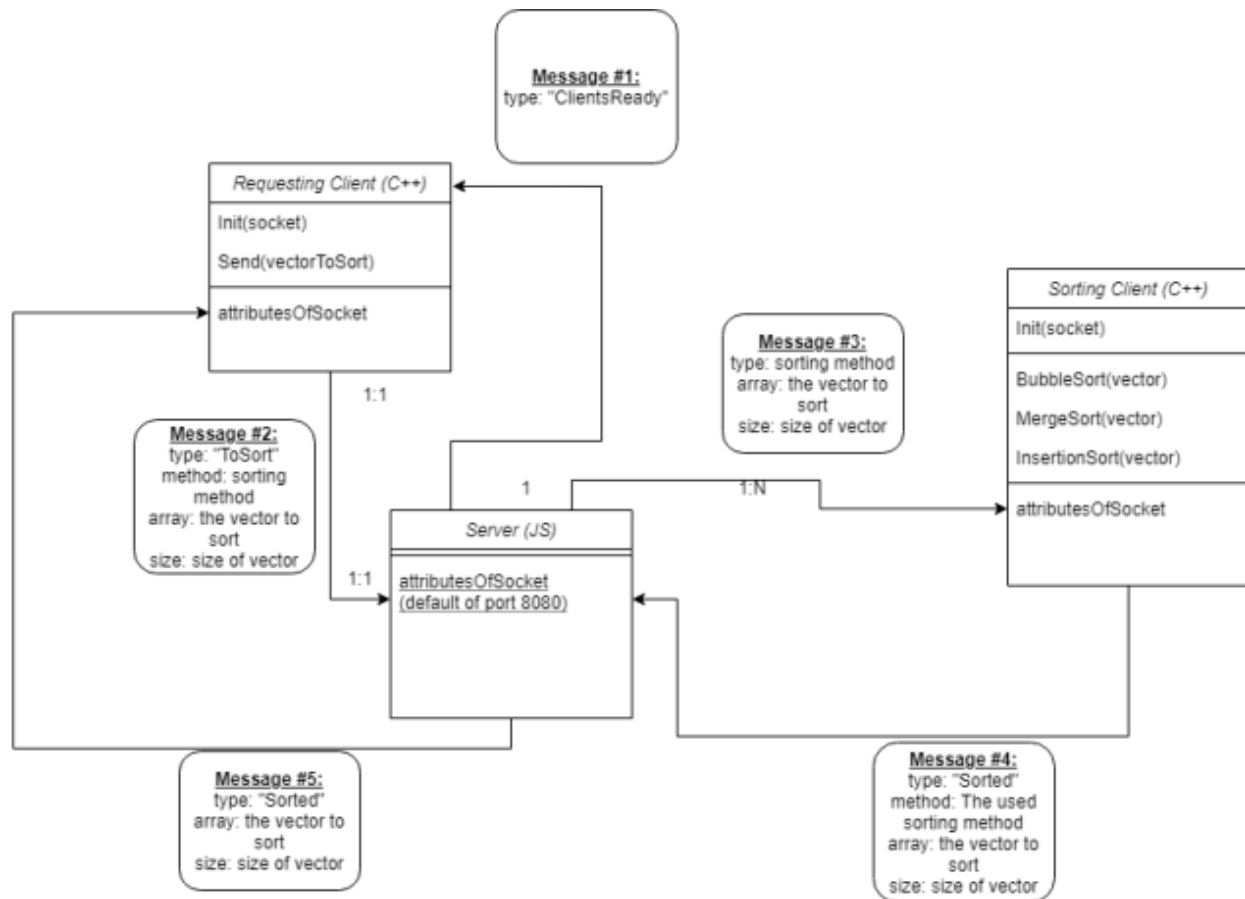 Message #1:
type: "ClientsReady"
Requesting Client (C++)
Init(socket)
Send(vectorToSort)
attributesOfSocket
1:1
Sorting Client (C++)
Init(socket)
BubbleSort(vector)
MergeSort(vector)
InsertionSort(vector)
attributesOfSocket
Message #3:
type: sorting method
array: the vector to
sort
size: size of vector
Message #2:
type: "ToSort"
method: sorting
method
array: the vector to
sort
size: size of vector
1
1:N
1:1
Server (JS)
attributesOfSocket
(default of port 8080)
Message #5:
type: "Sorted"
array: the vector to
sort
size: size of vector
Message #4:
type: "Sorted"
method: The used
sorting method
array: the vector to
sort
size: size of vector